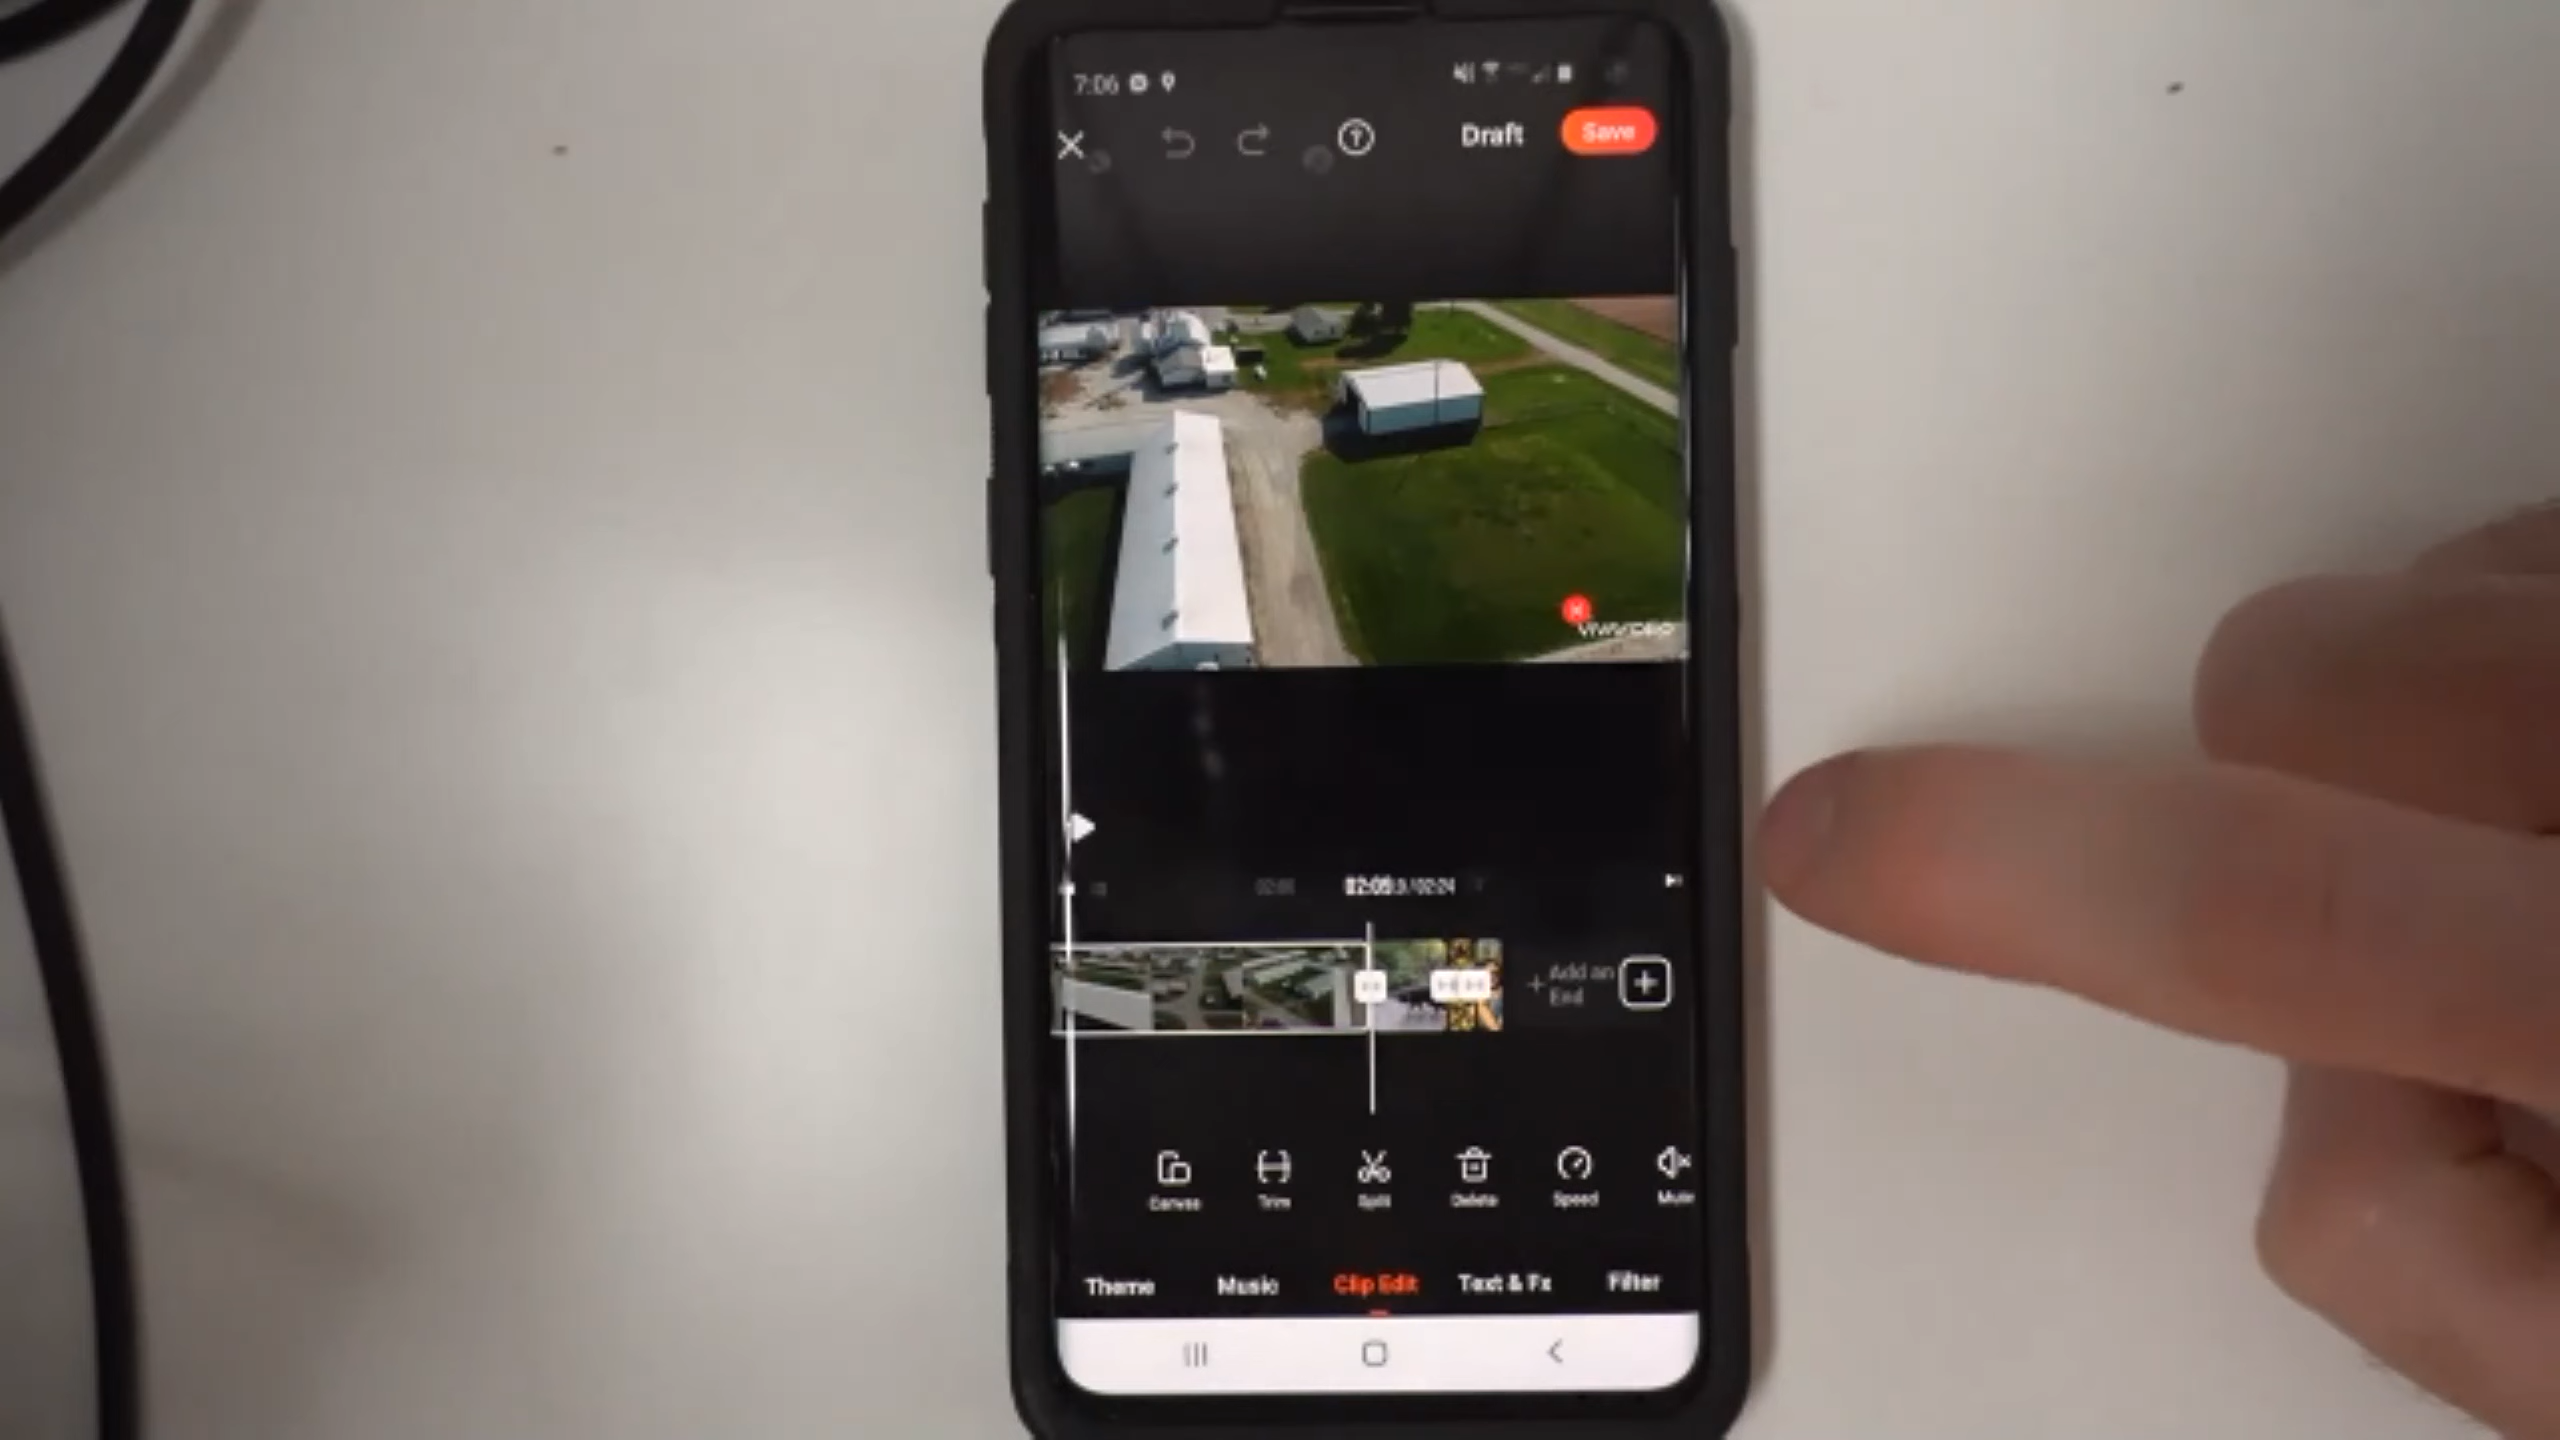 7:06
Draft
Save
VIVAVIDEO
+ Add an
End
Canvas
Trim
Split
Delete
Speed
Mute
Theme
Music
Clip Edit
Text & Fx
Filter